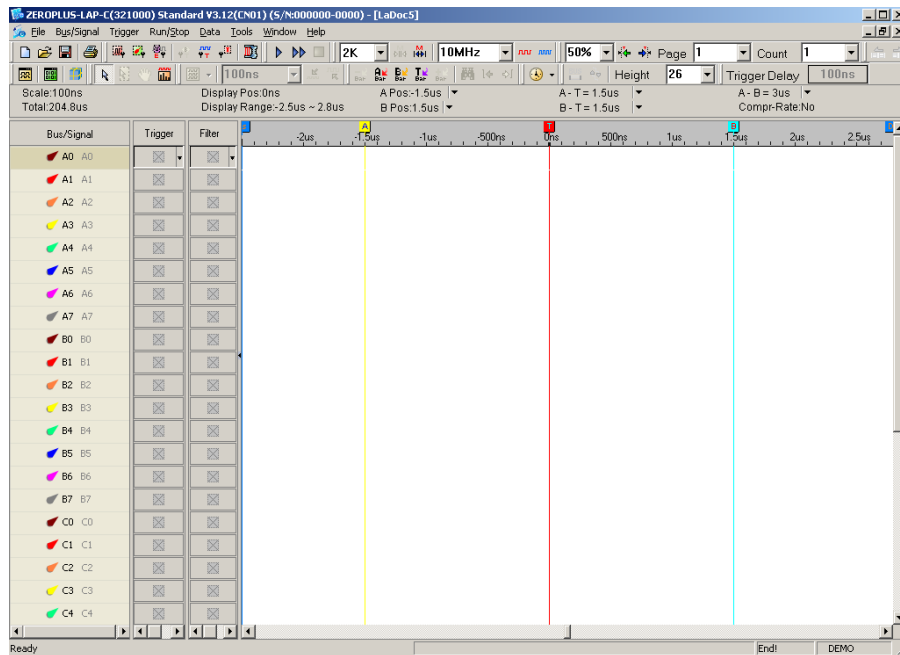 ZEROPLUS-LAP-C(321000) Standard V3.12(CN01) (S/N:000000-0000) - [LaDoc5]
File Bus/Signal Trigger Run/Stop Data Tools Window Help
2K 10MHz 50% Page 1 Count 1
100ns Bar Bar Bar Height 26 Trigger Delay 100ns
Scale:100ns Display Pos:0ns A Pos:-1.5us A - T = 1.5us A - B = 3us
Total:204.8us Display Range:-2.5us ~ 2.8us B Pos:1.5us B - T = 1.5us Compr-Rate:No
Bus/Signal Trigger Filter A T B
-2us -1.5us -1us -500ns 0ns 500ns 1us 1.5us 2us 2.5us
A0 A0
A1 A1
A2 A2
A3 A3
A4 A4
A5 A5
A6 A6
A7 A7
B0 B0
B1 B1
B2 B2
B3 B3
B4 B4
B5 B5
B6 B6
B7 B7
C0 C0
C1 C1
C2 C2
C3 C3
C4 C4
Ready End! DEMO